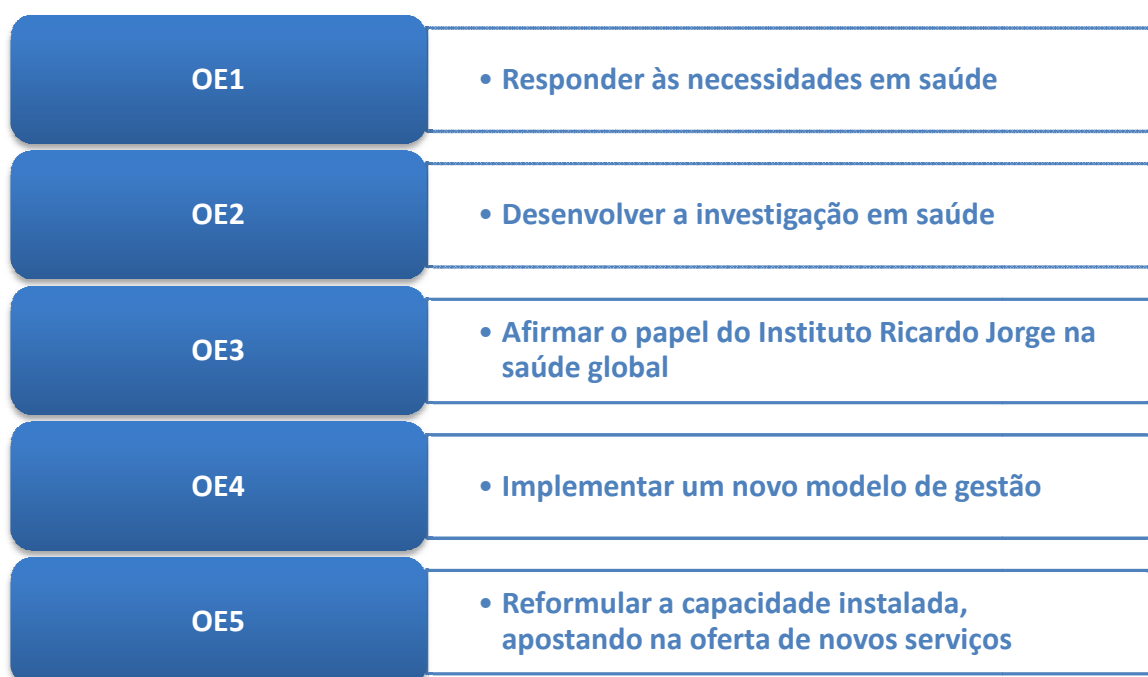 OE1
• Responder às necessidades em saúde
OE2
• Desenvolver a investigação em saúde
OE3
• Afirmar o papel do Instituto Ricardo Jorge na
saúde global
OE4
• Implementar um novo modelo de gestão
OE5
• Reformular a capacidade instalada,
apostando na oferta de novos serviços